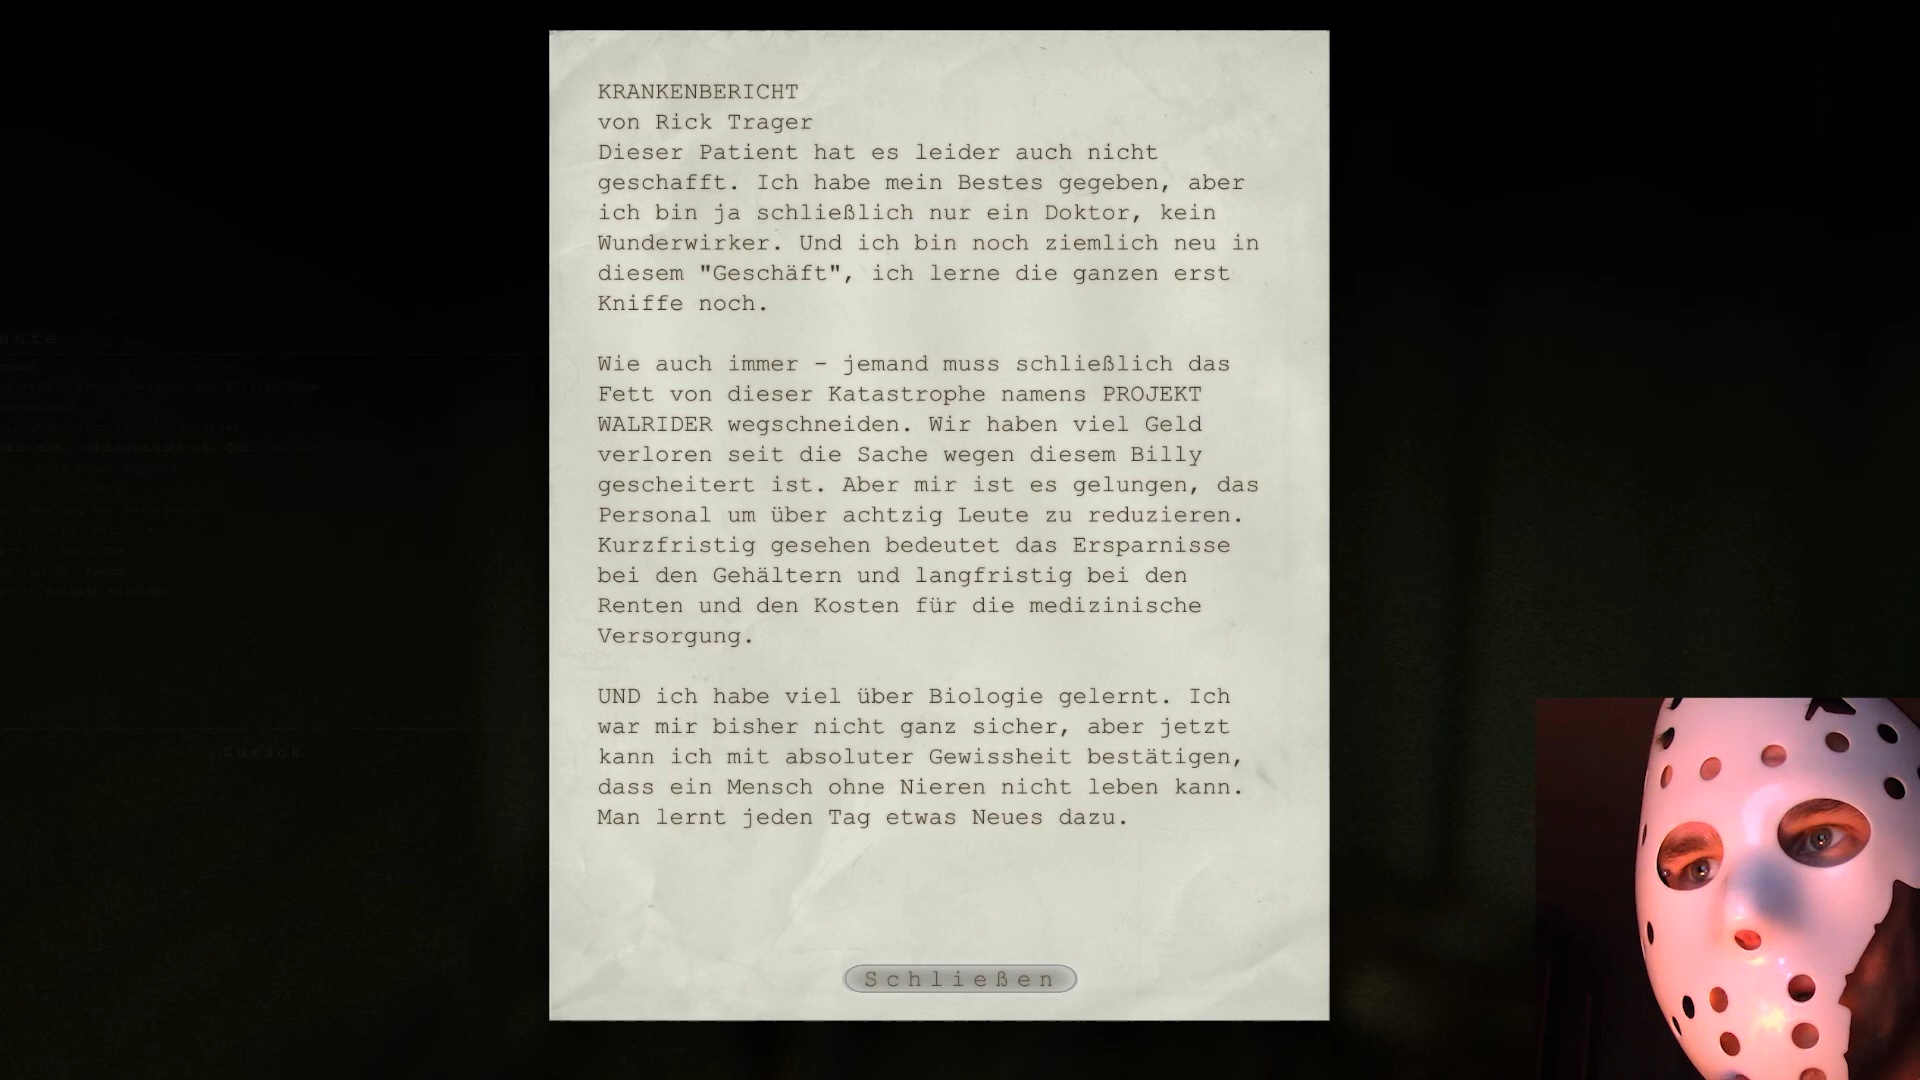 KRANKENBERICHT
von Rick Trager
Dieser Patient hat es leider auch nicht
geschafft. Ich habe mein Bestes gegeben, aber
ich bin ja schließlich nur ein Doktor, kein
Wunderwirker. Und ich bin noch ziemlich neu in
diesem "Geschäft", ich lerne die ganzen erst
Kniffe noch.
Wie auch immer – jemand muss schließlich das
Fett von dieser Katastrophe namens PROJEKT
WALRIDER wegschneiden. Wir haben viel Geld
verloren seit die Sache wegen diesem Billy
gescheitert ist. Aber mir ist es gelungen, das
Personal um über achtzig Leute zu reduzieren.
Kurzfristig gesehen bedeutet das Ersparnisse
bei den Gehältern und langfristig bei den
Renten und den Kosten für die medizinische
Versorgung.
UND ich habe viel über Biologie gelernt. Ich
war mir bisher nicht ganz sicher, aber jetzt
kann ich mit absoluter Gewissheit bestätigen,
dass ein Mensch ohne Nieren nicht leben kann.
Man lernt jeden Tag etwas Neues dazu.
Zurück
Schließen